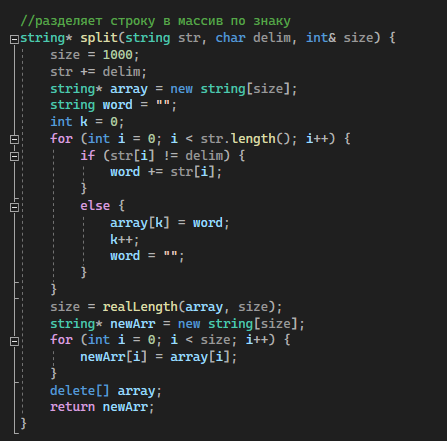 //разделяет строку в массив по знаку
string* split(string str, char delim, int& size) {
    size = 1000;
    str += delim;
    string* array = new string[size];
    string word = "";
    int k = 0;
    for (int i = 0; i < str.length(); i++) {
        if (str[i] != delim) {
            word += str[i];
        }
        else {
            array[k] = word;
            k++;
            word = "";
        }
    }
    size = realLength(array, size);
    string* newArr = new string[size];
    for (int i = 0; i < size; i++) {
        newArr[i] = array[i];
    }
    delete[] array;
    return newArr;
}